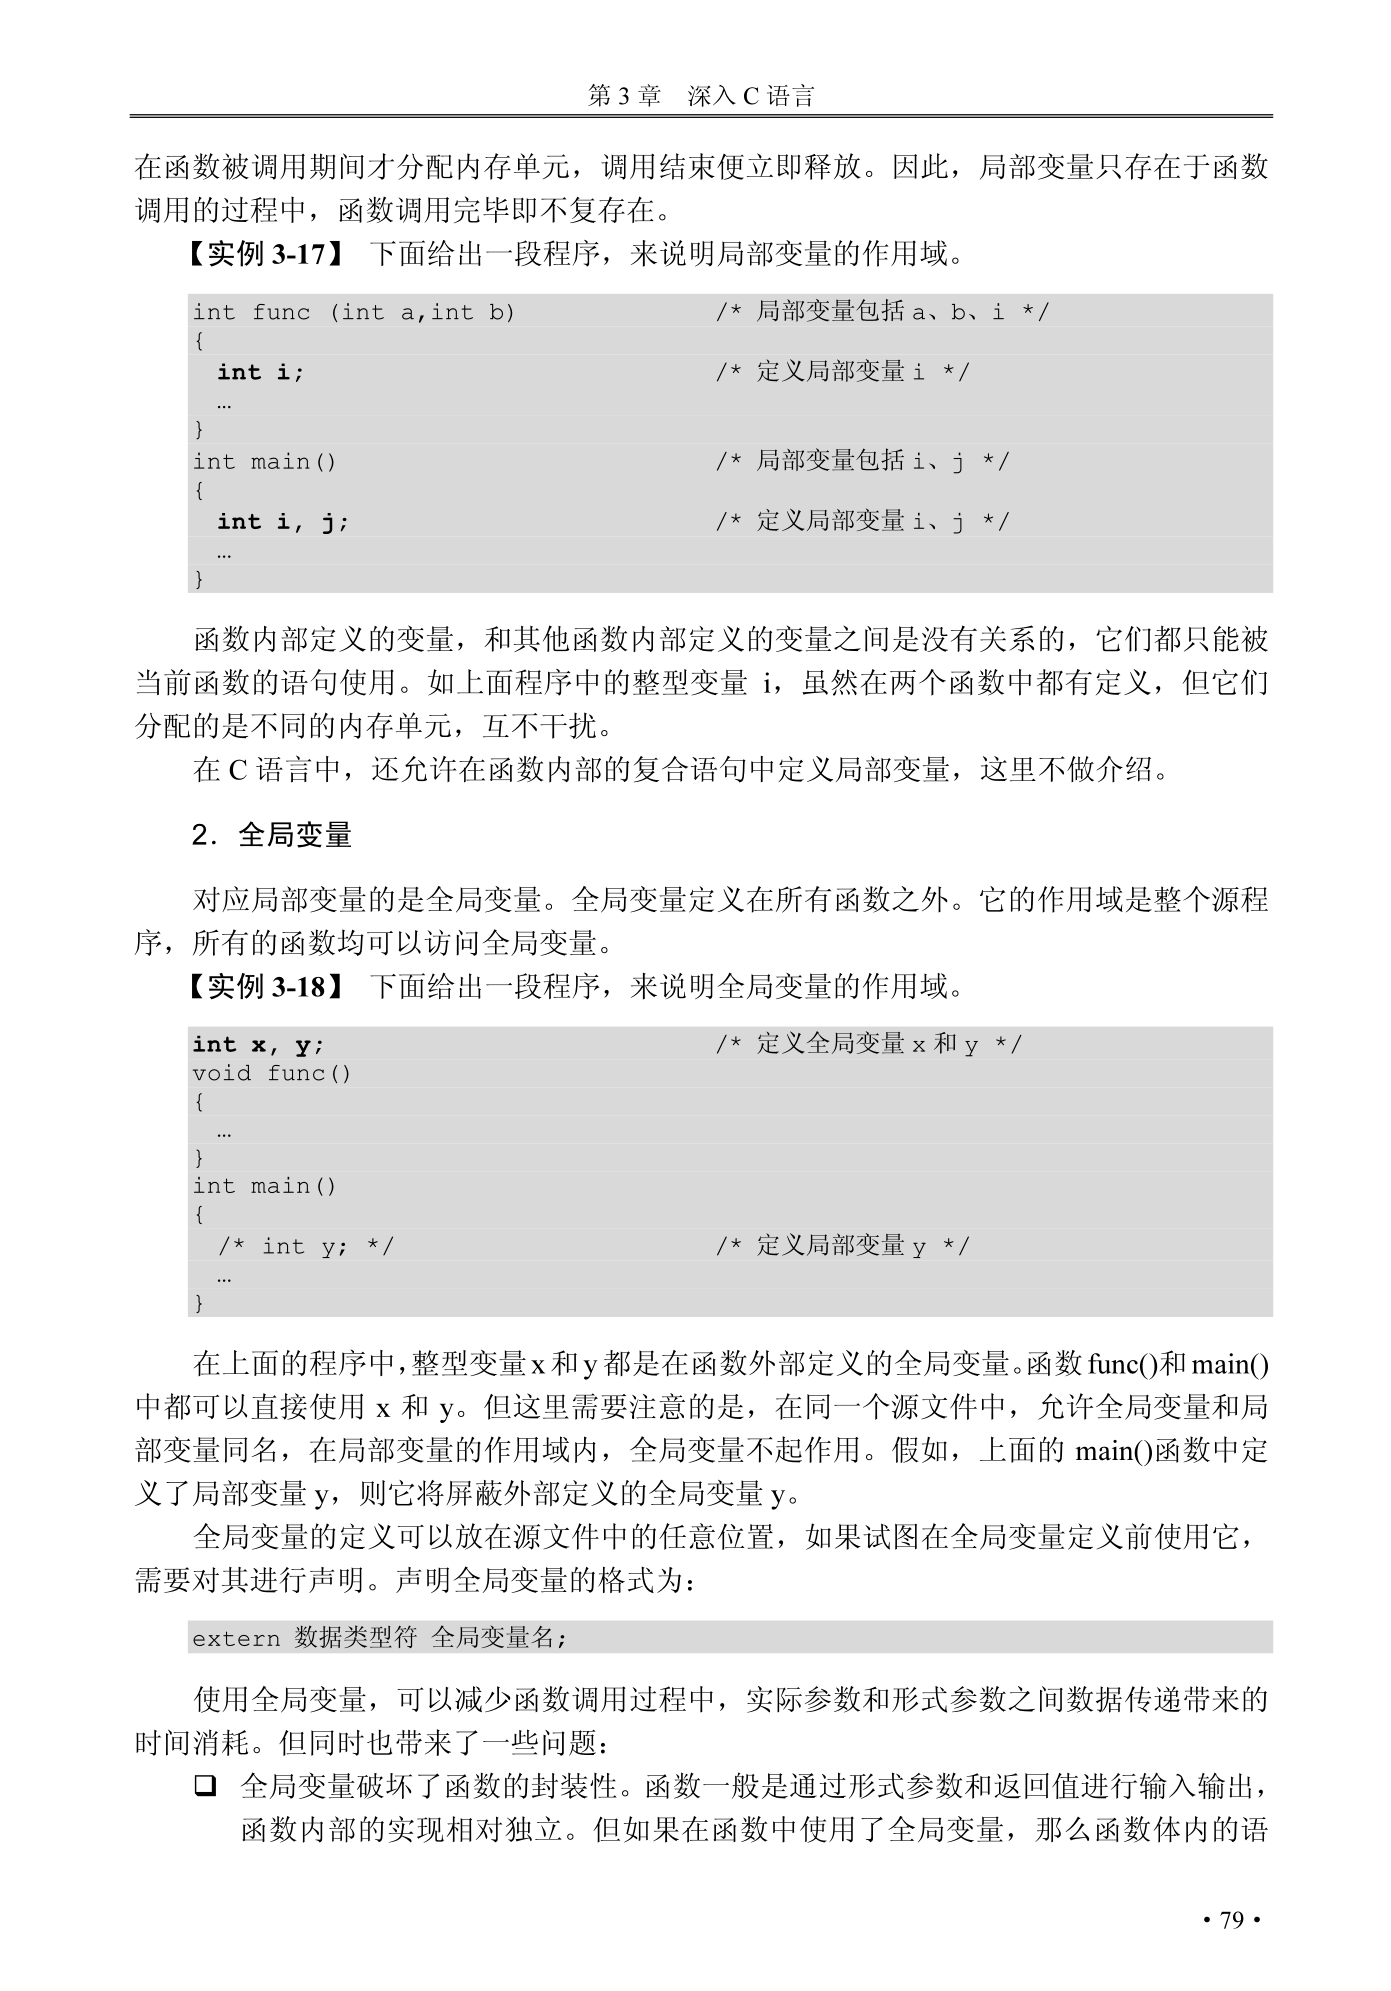 第 3 章　深入 C 语言
在函数被调用期间才分配内存单元，调用结束便立即释放。因此，局部变量只存在于函数
调用的过程中，函数调用完毕即不复存在。
【实例 3-17】 下面给出一段程序，来说明局部变量的作用域。
int func (int a,int b) /* 局部变量包括 a、b、i */
{
int i; /* 定义局部变量 i */
…
}
int main() /* 局部变量包括 i、j */
{
int i, j; /* 定义局部变量 i、j */
…
}
函数内部定义的变量，和其他函数内部定义的变量之间是没有关系的，它们都只能被
当前函数的语句使用。如上面程序中的整型变量 i，虽然在两个函数中都有定义，但它们
分配的是不同的内存单元，互不干扰。
在 C 语言中，还允许在函数内部的复合语句中定义局部变量，这里不做介绍。
2．全局变量
对应局部变量的是全局变量。全局变量定义在所有函数之外。它的作用域是整个源程
序，所有的函数均可以访问全局变量。
【实例 3-18】 下面给出一段程序，来说明全局变量的作用域。
int x, y; /* 定义全局变量 x 和 y */
void func()
{
…
}
int main()
{
/* int y; */ /* 定义局部变量 y */
…
}
在上面的程序中，整型变量 x 和 y 都是在函数外部定义的全局变量。函数 func()和 main()
中都可以直接使用 x 和 y。但这里需要注意的是，在同一个源文件中，允许全局变量和局
部变量同名，在局部变量的作用域内，全局变量不起作用。假如，上面的 main()函数中定
义了局部变量 y，则它将屏蔽外部定义的全局变量 y。
全局变量的定义可以放在源文件中的任意位置，如果试图在全局变量定义前使用它，
需要对其进行声明。声明全局变量的格式为：
extern 数据类型符 全局变量名;
使用全局变量，可以减少函数调用过程中，实际参数和形式参数之间数据传递带来的
时间消耗。但同时也带来了一些问题：
❑ 全局变量破坏了函数的封装性。函数一般是通过形式参数和返回值进行输入输出，
函数内部的实现相对独立。但如果在函数中使用了全局变量，那么函数体内的语
• 79 •